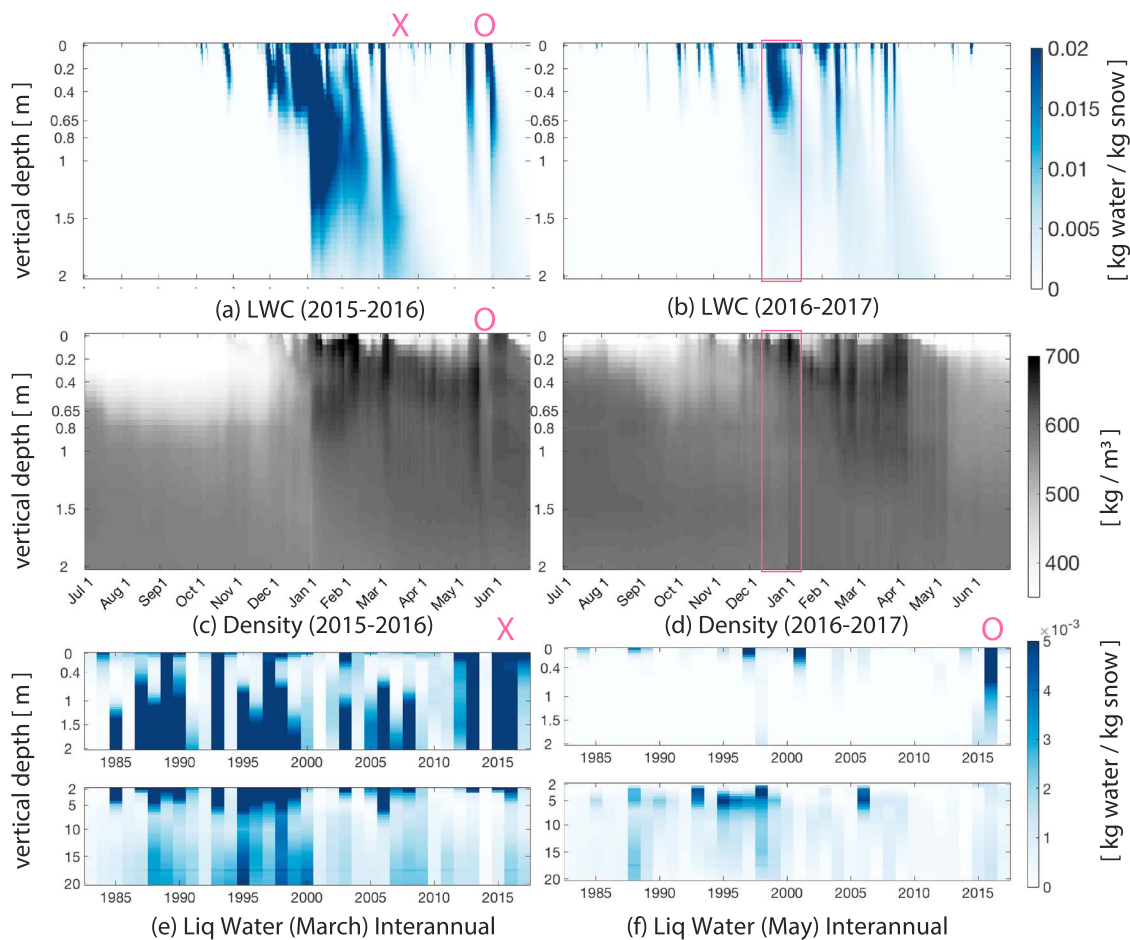 X O
vertical depth [ m ]
0 0.2 0.4 0.65 0.8 1 1.5 2
0 0.2 0.4 0.65 0.8 1 1.5 2
0.02 0.015 0.01 0.005 0
[ kg water / kg snow ]
(a) LWC (2015-2016) (b) LWC (2016-2017)
O
vertical depth [ m ]
0 0.2 0.4 0.65 0.8 1 1.5 2
0 0.2 0.4 0.65 0.8 1 1.5 2
700 600 500 400
[ kg / m³ ]
Jul 1 Aug 1 Sep1 Oct 1 Nov 1 Dec 1 Jan 1 Feb 1 Mar 1 Apr 1 May 1 Jun 1
Jul 1 Aug 1 Sep 1 Oct 1 Nov 1 Dec 1 Jan 1 Feb 1 Mar 1 Apr 1 May 1 Jun 1
(c) Density (2015-2016) (d) Density (2016-2017)
X O
vertical depth [ m ]
0 0.4 1 1.5 2
1985 1990 1995 2000 2005 2010 2015
0 0.4 1 1.5 2
1985 1990 1995 2000 2005 2010 2015
2 5 10 15 20
1985 1990 1995 2000 2005 2010 2015
2 5 10 15 20
1985 1990 1995 2000 2005 2010 2015
×10⁻³
5 4 3 2 1 0
[ kg water / kg snow ]
(e) Liq Water (March) Interannual (f) Liq Water (May) Interannual